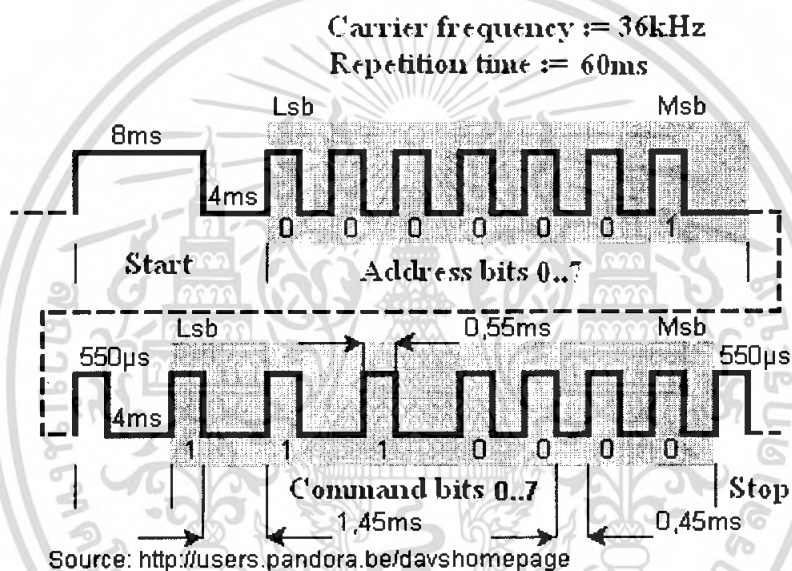 Carrier frequency := 36kHz
Repetition time := 60ms
Lsb Msb
8ms
4ms
0 0 0 0 0 0 1
Start Address bits 0..7
Lsb 0,55ms Msb
550µs 550µs
4ms
1 1 1 0 0 0 0
Command bits 0..7 Stop
1,45ms 0,45ms
Source: http://users.pandora.be/davshomepage